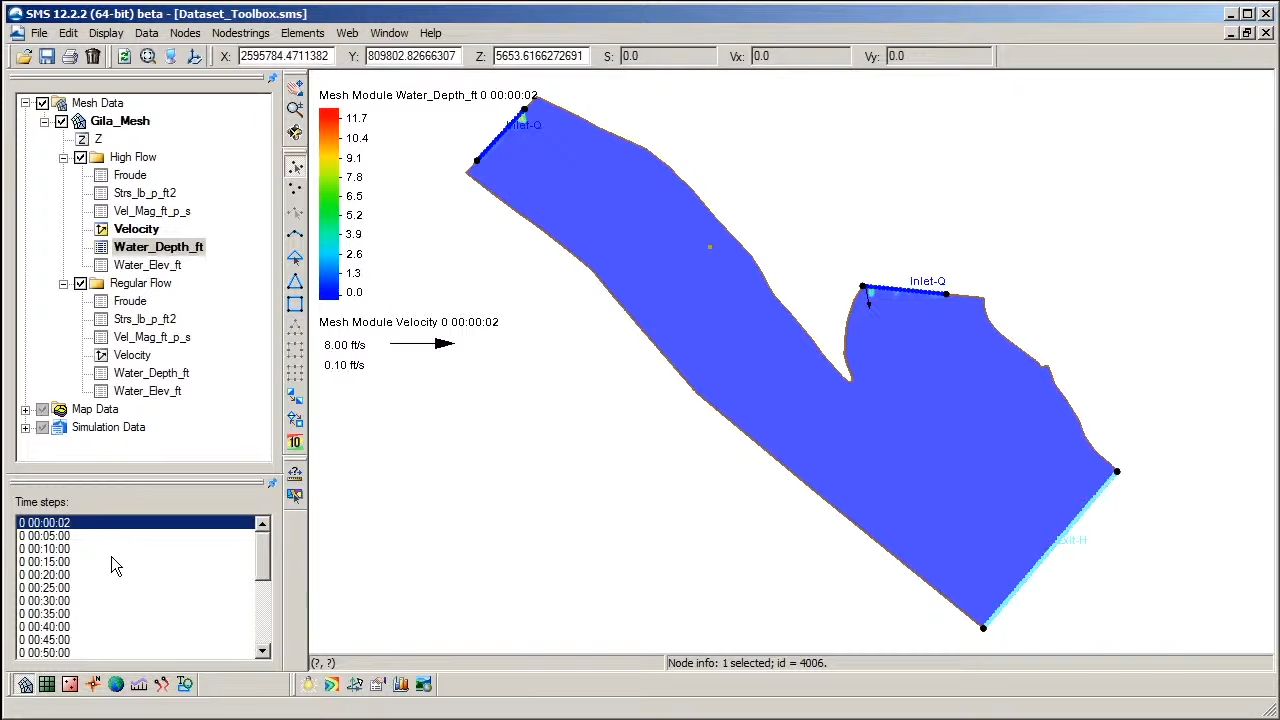 SMS 12.2.2 (64-bit) beta - [Dataset_Toolbox.sms]
File Edit Display Data Nodes Nodestrings Elements Web Window Help
X: 2595784.4711382 Y: 809802.82666307 Z: 5653.6166272691 S: 0.0 Vx: 0.0 Vy: 0.0
Mesh Data
Gila_Mesh
Z Z
High Flow
Froude
Strs_lb_p_ft2
Vel_Mag_ft_p_s
Velocity
Water_Depth_ft
Water_Elev_ft
Regular Flow
Froude
Strs_lb_p_ft2
Vel_Mag_ft_p_s
Velocity
Water_Depth_ft
Water_Elev_ft
Map Data
Simulation Data
Time steps:
0 00:00:02
0 00:05:00
0 00:10:00
0 00:15:00
0 00:20:00
0 00:25:00
0 00:30:00
0 00:35:00
0 00:40:00
0 00:45:00
0 00:50:00
10
Mesh Module Water_Depth_ft 0 00:00:02
11.7
10.4
9.1
7.8
6.5
5.2
3.9
2.6
1.3
0.0
Mesh Module Velocity 0 00:00:02
8.00 ft/s
0.10 ft/s
Inlet-Q
Inlet-Q
Exit-H
(?, ?)
Node info: 1 selected; id = 4006.